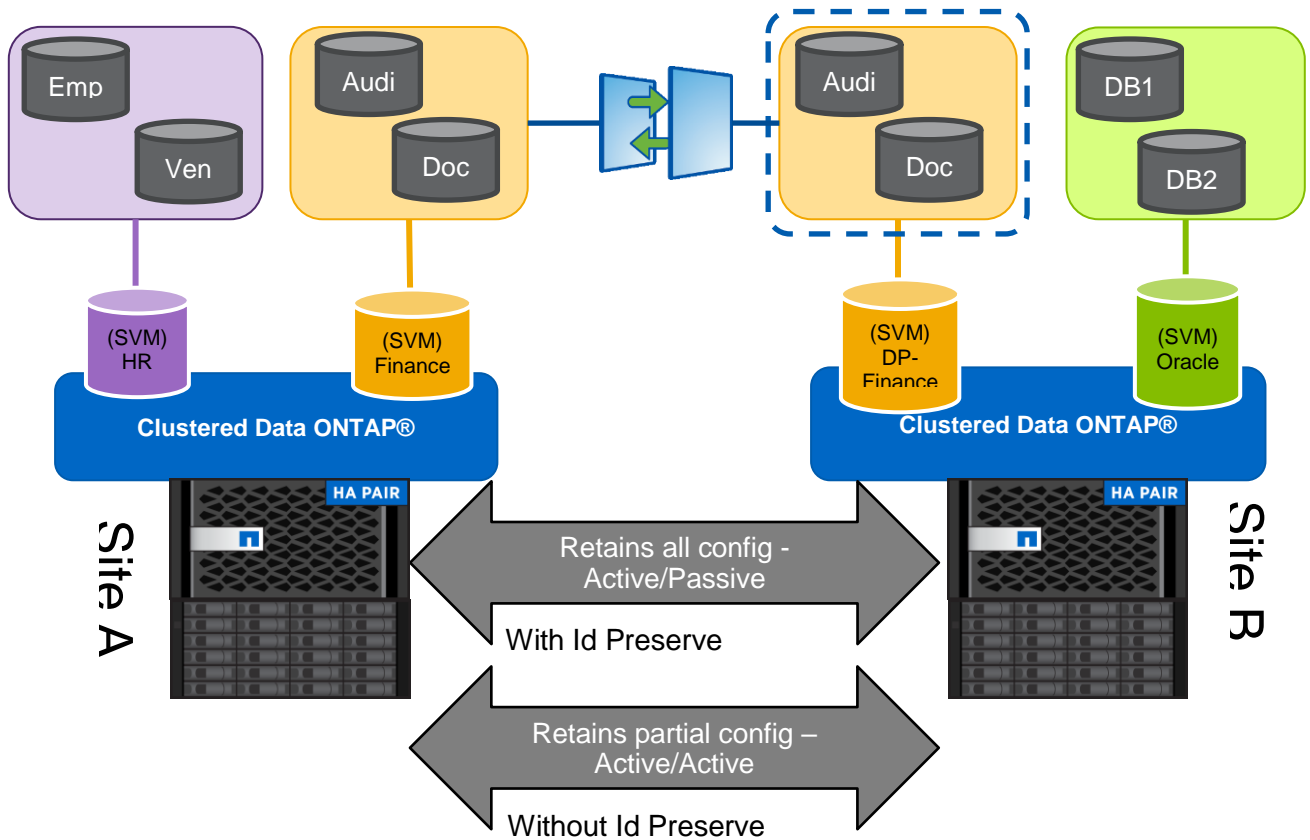 Emp
Ven
Audi
Doc
Audi
Doc
DB1
DB2
(SVM)
HR
(SVM)
Finance
(SVM)
DP-
Finance
(SVM)
Oracle
Clustered Data ONTAP®
Clustered Data ONTAP®
HA PAIR
HA PAIR
Site A
Site B
Retains all config -
Active/Passive
With Id Preserve
Retains partial config –
Active/Active
Without Id Preserve